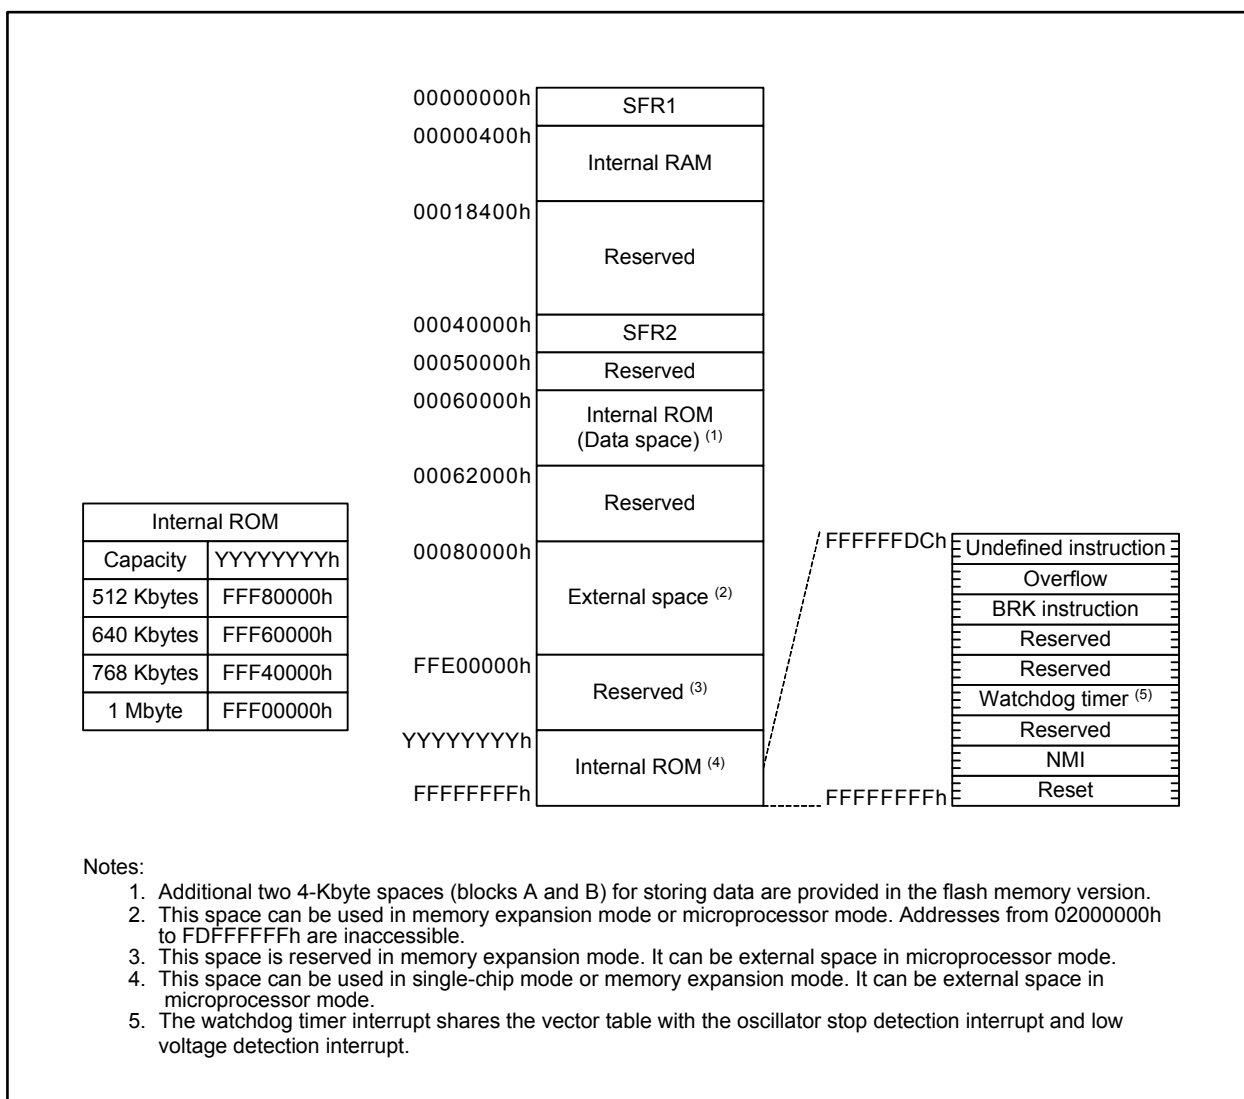 00000000h
SFR1
00000400h
Internal RAM
00018400h
Reserved
00040000h
SFR2
00050000h
Reserved
00060000h
Internal ROM
(Data space) (1)
00062000h
Reserved
00080000h
External space (2)
FFE00000h
Reserved (3)
YYYYYYYYh
Internal ROM (4)
FFFFFFFFh
Internal ROM
Capacity YYYYYYYYh
512 Kbytes FFF80000h
640 Kbytes FFF60000h
768 Kbytes FFF40000h
1 Mbyte FFF00000h
FFFFFFDCh
Undefined instruction
Overflow
BRK instruction
Reserved
Reserved
Watchdog timer (5)
Reserved
NMI
Reset
FFFFFFFFh
Notes:
1. Additional two 4-Kbyte spaces (blocks A and B) for storing data are provided in the flash memory version.
2. This space can be used in memory expansion mode or microprocessor mode. Addresses from 02000000h
to FDFFFFFFh are inaccessible.
3. This space is reserved in memory expansion mode. It can be external space in microprocessor mode.
4. This space can be used in single-chip mode or memory expansion mode. It can be external space in
microprocessor mode.
5. The watchdog timer interrupt shares the vector table with the oscillator stop detection interrupt and low
voltage detection interrupt.